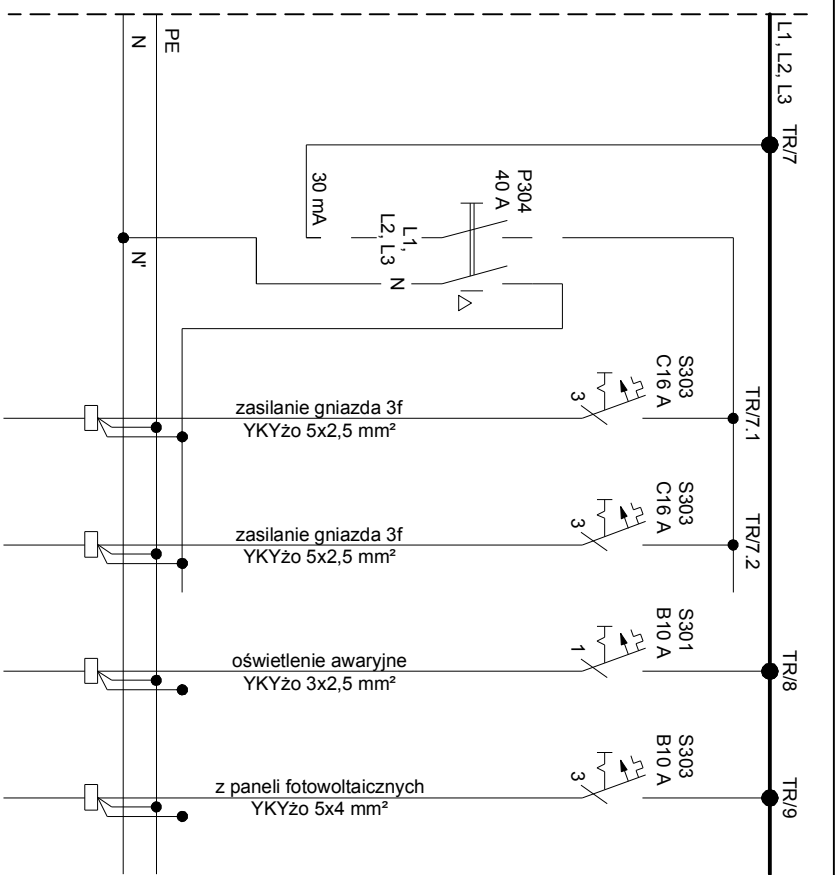 L1, L2, L3
TR/7
PE
N
N'
30 mA
P304
40 A
L1,
L2, L3
N
S303
C16 A
3
TR/7.1
zasilanie gniazda 3f
YKYżo 5x2,5 mm²
S303
C16 A
3
TR/7.2
zasilanie gniazda 3f
YKYżo 5x2,5 mm²
S301
B10 A
1
TR/8
oświetlenie awaryjne
YKYżo 3x2,5 mm²
S303
B10 A
3
TR/9
z paneli fotowoltaicznych
YKYżo 5x4 mm²